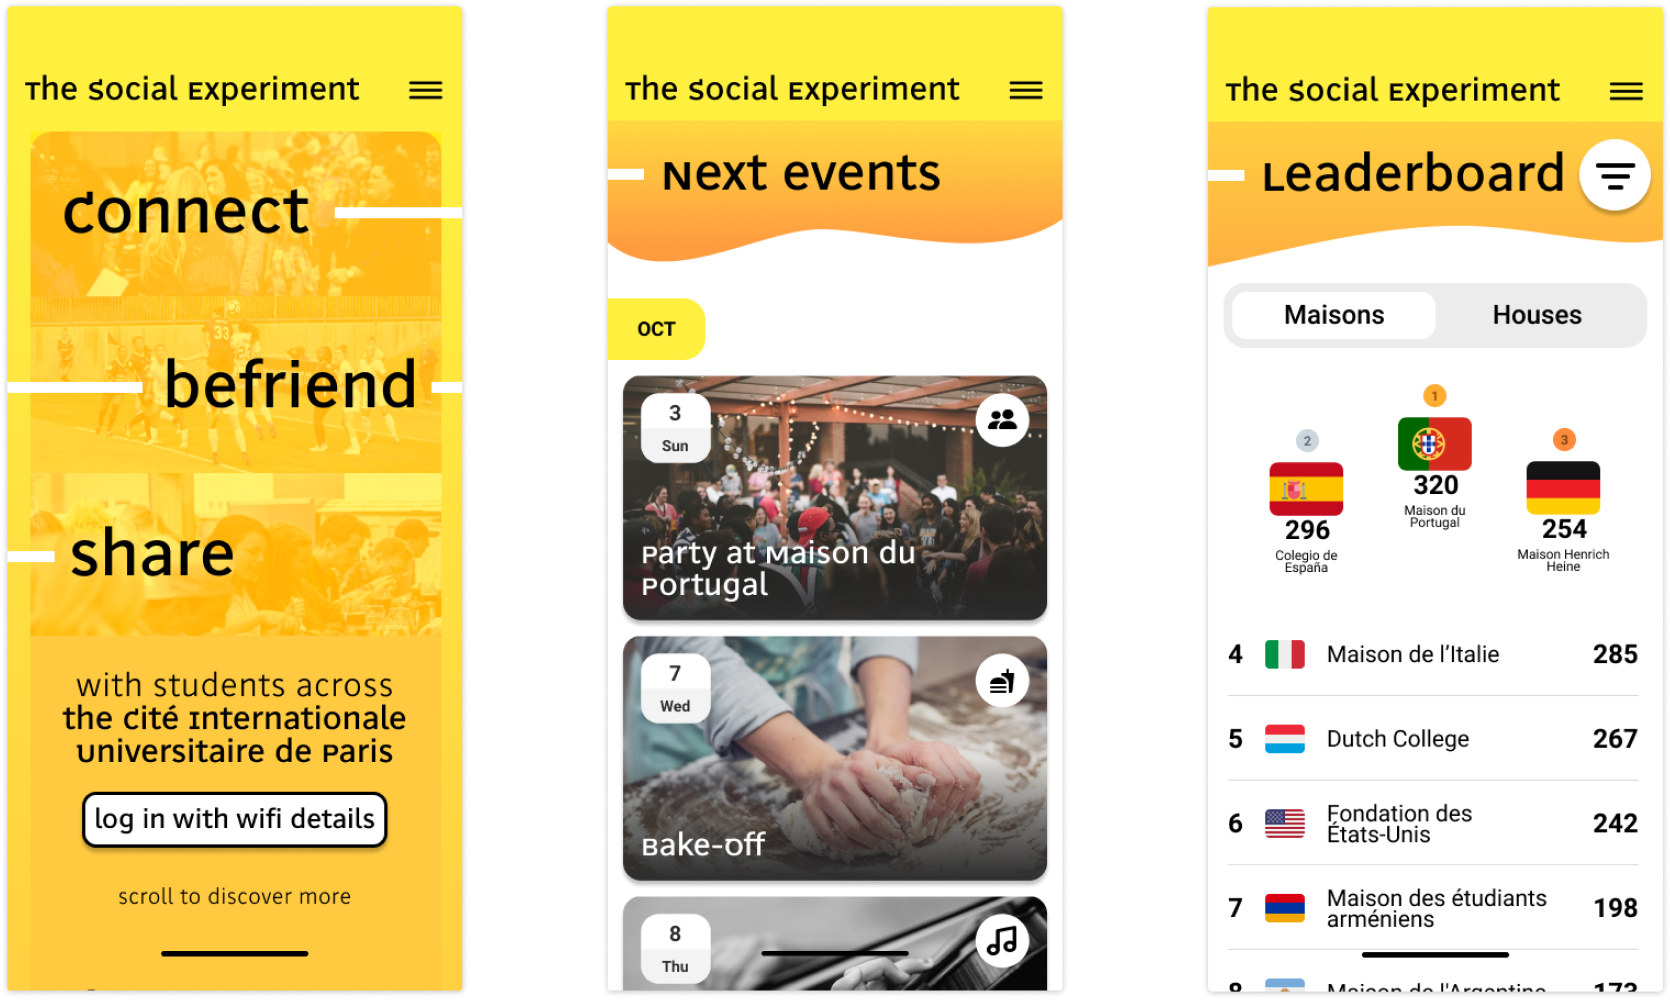 The Social Experiment
connect
befriend
share
with students across
the Cité Internationale
Universitaire de Paris
log in with wifi details
scroll to discover more
The Social Experiment
Next events
OCT
3
Sun
Party at Maison du
Portugal
7
Wed
Bake-Off
8
Thu
The Social Experiment
Leaderboard
Maisons
Houses
1
2
3
320
Maison du
Portugal
296
Colegio de
España
254
Maison Henrich
Heine
4 Maison de l’Italie 285
5 Dutch College 267
6 Fondation des
États-Unis 242
7 Maison des étudiants
arméniens 198
8 Maison de l'Argentine 173